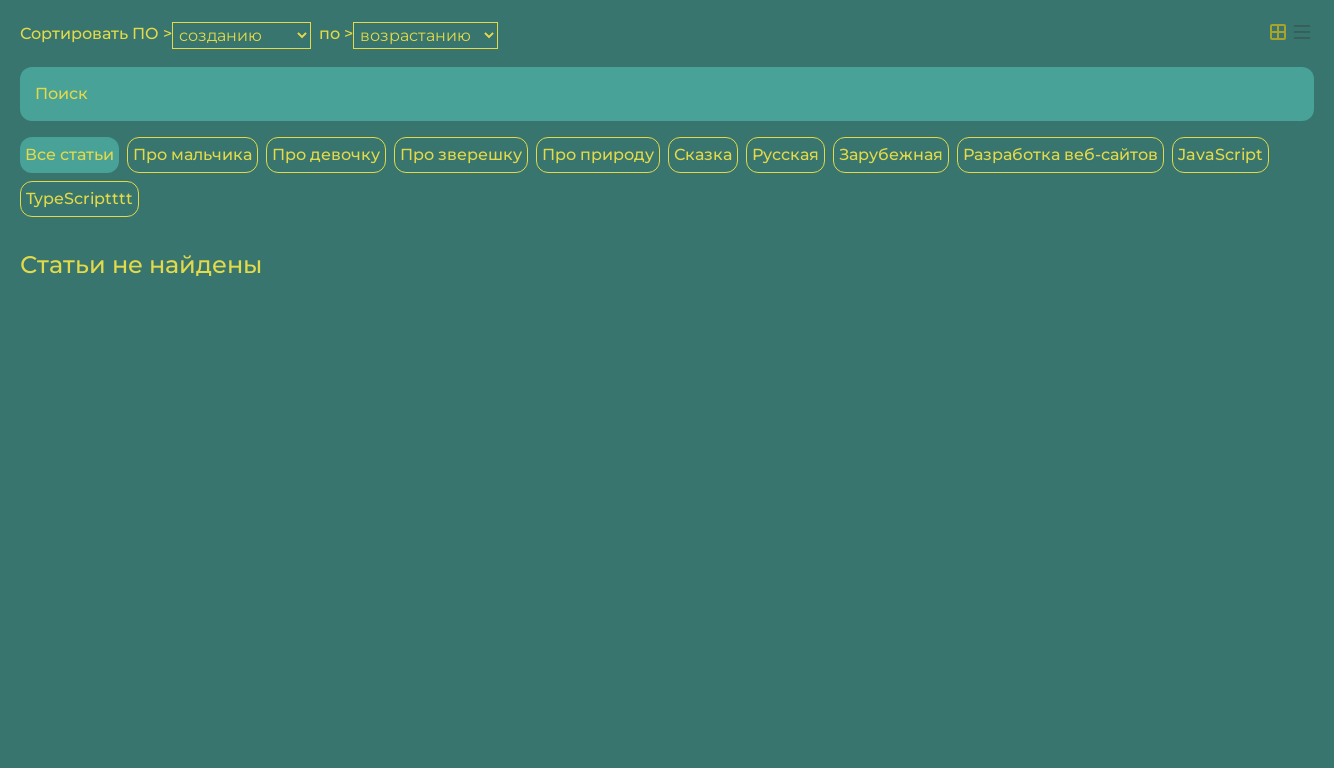 Сортировать ПО > созданию по > возрастанию
Поиск
Все статьи Про мальчика Про девочку Про зверешку Про природу Сказка Русская Зарубежная Разработка веб-сайтов JavaScript
TypeScriptttt
Статьи не найдены